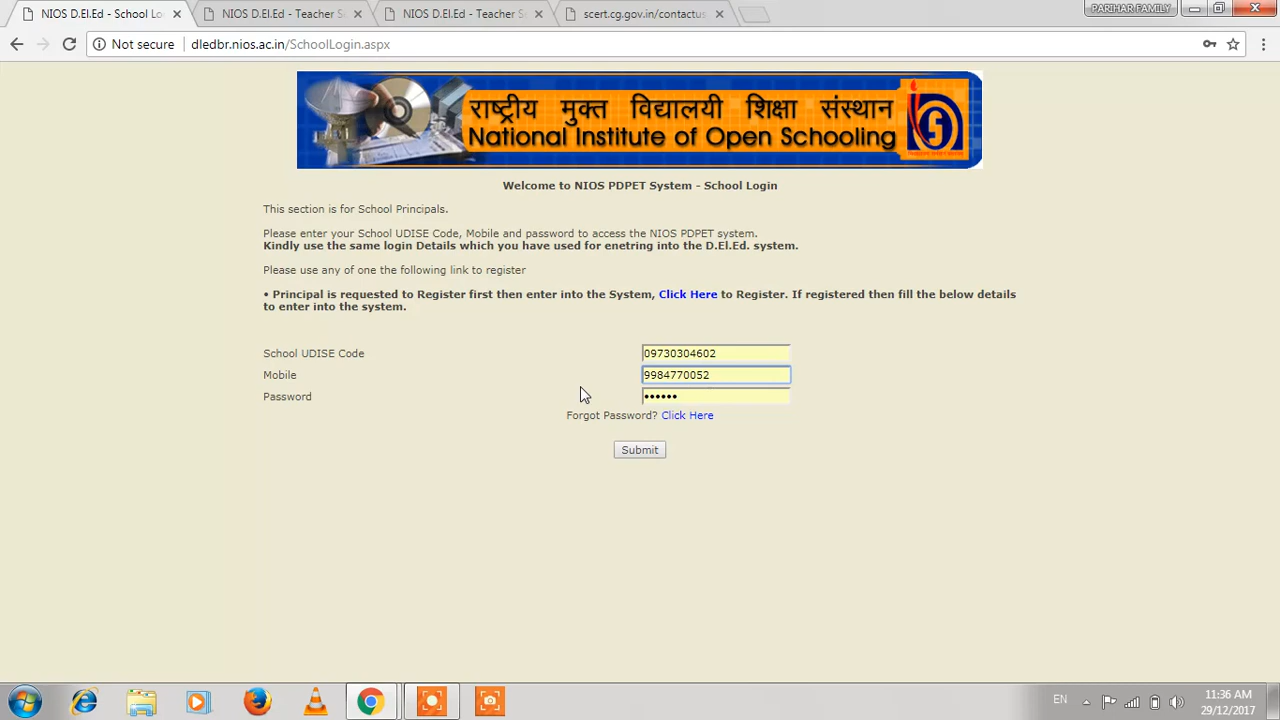 NIOS D.El.Ed - School Lo
NIOS D.El.Ed - Teacher S
NIOS D.El.Ed - Teacher S
scert.cg.gov.in/contactus
PARIHAR FAMILY
Not secure
dledbr.nios.ac.in/SchoolLogin.aspx
राष्ट्रीय मुक्त विद्यालयी शिक्षा संस्थान
National Institute of Open Schooling
Welcome to NIOS PDPET System - School Login
This section is for School Principals.
Please enter your School UDISE Code, Mobile and password to access the NIOS PDPET system.
Kindly use the same login Details which you have used for enetring into the D.El.Ed. system.
Please use any of one the following link to register
• Principal is requested to Register first then enter into the System, Click Here to Register. If registered then fill the below details
to enter into the system.
School UDISE Code 09730304602
Mobile 9984770052
Password ••••••
Forgot Password? Click Here
Submit
EN
11:36 AM
29/12/2017